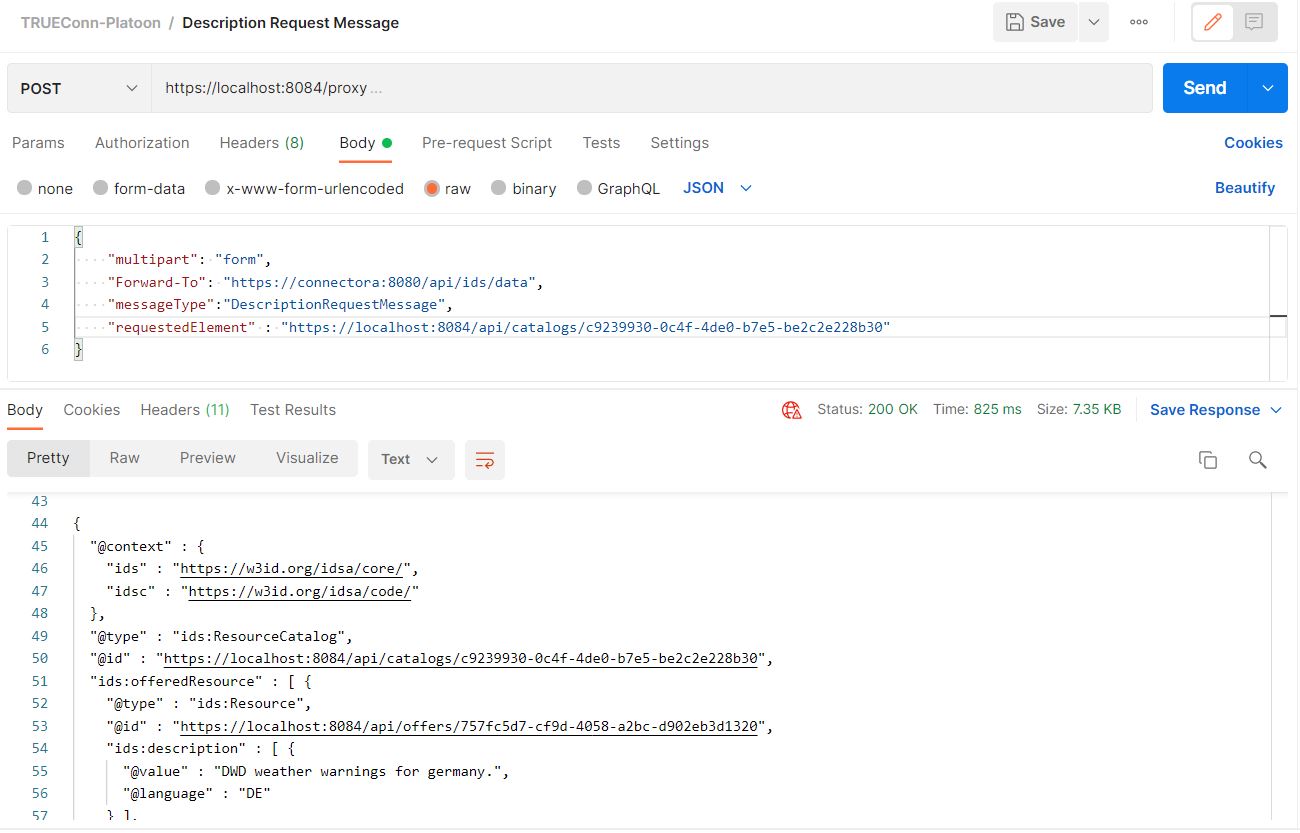 TRUEConn-Platoon / Description Request Message
Save
POST
https://localhost:8084/proxy ...
Send
Params Authorization Headers (8) Body Pre-request Script Tests Settings Cookies
none form-data x-www-form-urlencoded raw binary GraphQL JSON Beautify
1 {
2 "multipart": "form",
3 "Forward-To": "https://connectora:8080/api/ids/data",
4 "messageType":"DescriptionRequestMessage",
5 "requestedElement" : "https://localhost:8084/api/catalogs/c9239930-0c4f-4de0-b7e5-be2c2e228b30"
6 }
Body Cookies Headers (11) Test Results Status: 200 OK Time: 825 ms Size: 7.35 KB Save Response
Pretty Raw Preview Visualize Text
43
44 {
45 "@context" : {
46 "ids" : "https://w3id.org/idsa/core/",
47 "idsc" : "https://w3id.org/idsa/code/"
48 },
49 "@type" : "ids:ResourceCatalog",
50 "@id" : "https://localhost:8084/api/catalogs/c9239930-0c4f-4de0-b7e5-be2c2e228b30",
51 "ids:offeredResource" : [ {
52 "@type" : "ids:Resource",
53 "@id" : "https://localhost:8084/api/offers/757fc5d7-cf9d-4058-a2bc-d902eb3d1320",
54 "ids:description" : [ {
55 "@value" : "DWD weather warnings for germany.",
56 "@language" : "DE"
57 } ],